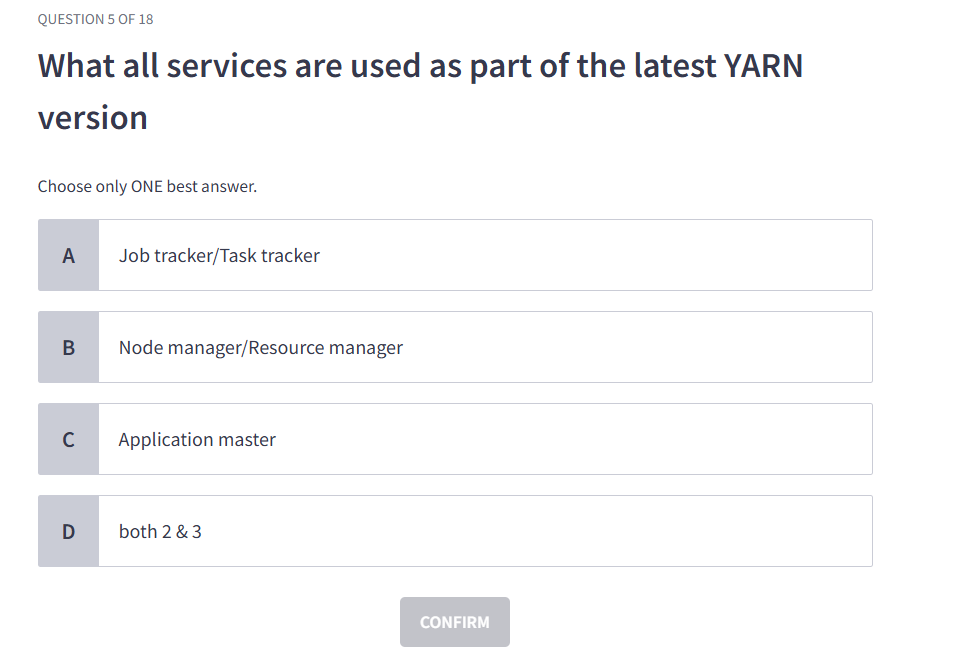 QUESTION 5 OF 18
What all services are used as part of the latest YARN
version
Choose only ONE best answer.
A Job tracker/Task tracker
B Node manager/Resource manager
C Application master
D both 2 & 3
CONFIRM